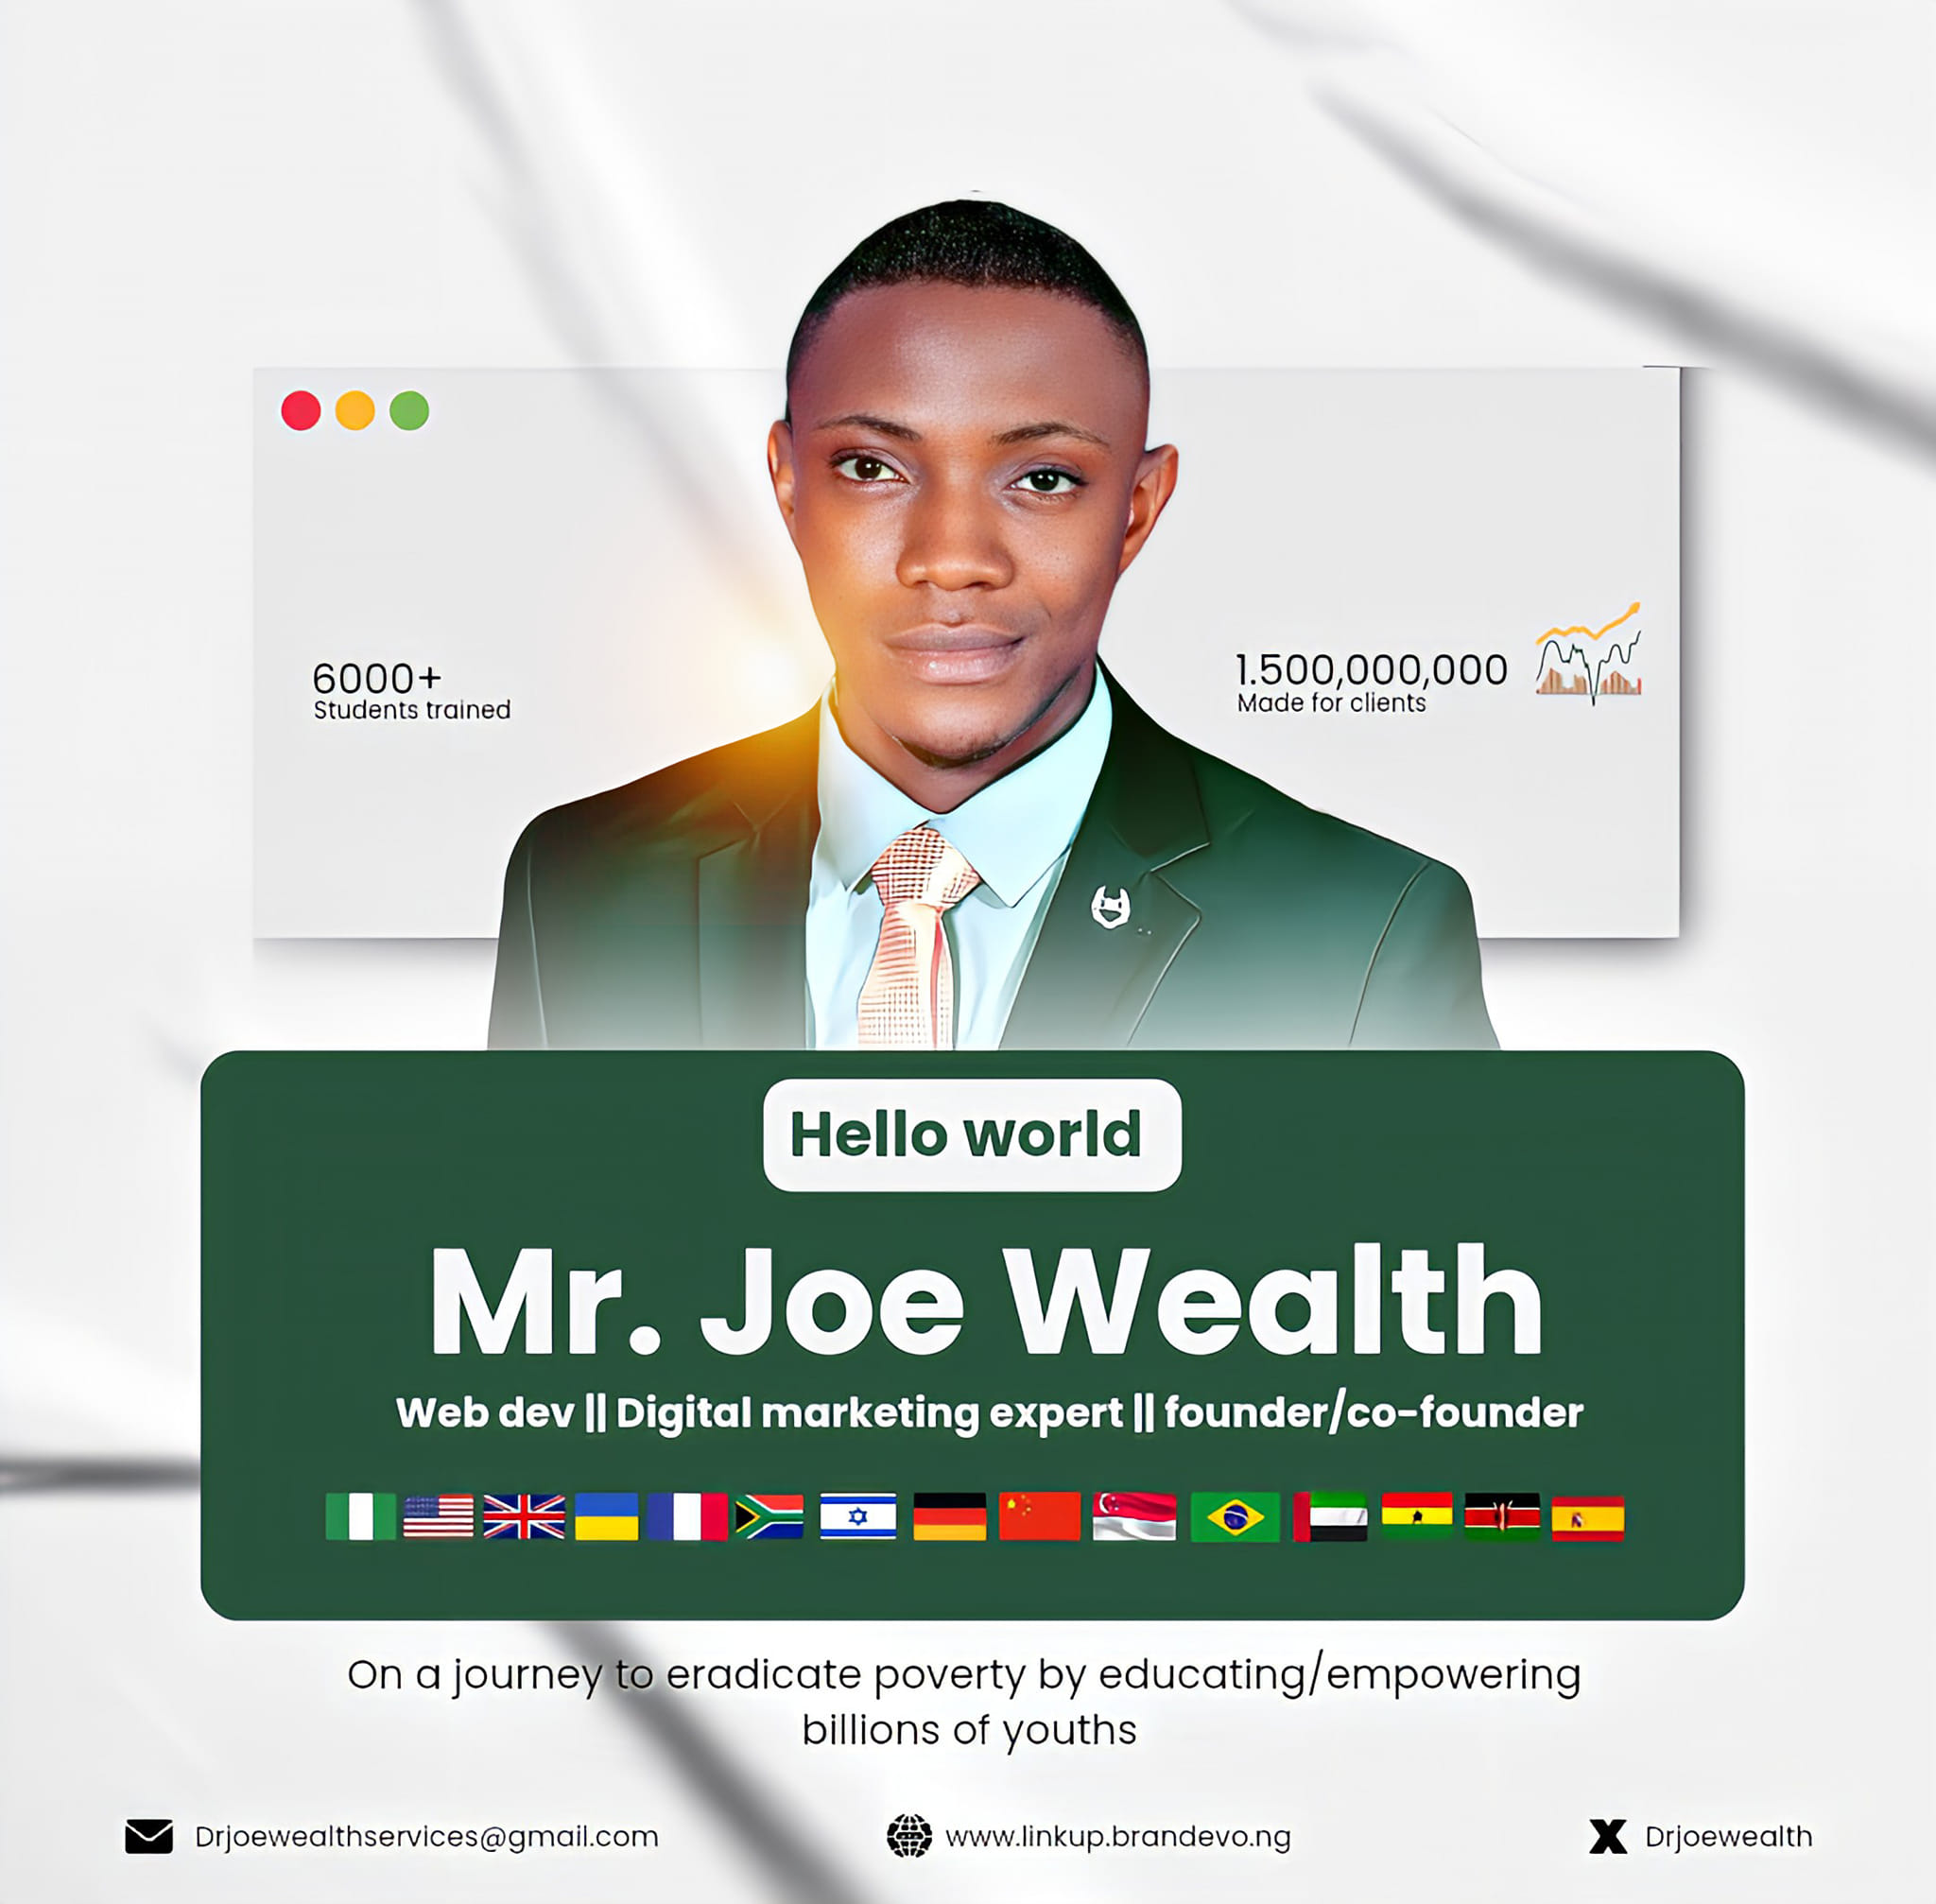 6000+
Students trained
1.500,000,000
Made for clients
Hello world
Mr. Joe Wealth
Web dev || Digital marketing expert || founder/co-founder
On a journey to eradicate poverty by educating/empowering
billions of youths
Drjoewealthservices@gmail.com
www.linkup.brandevo.ng
Drjoewealth